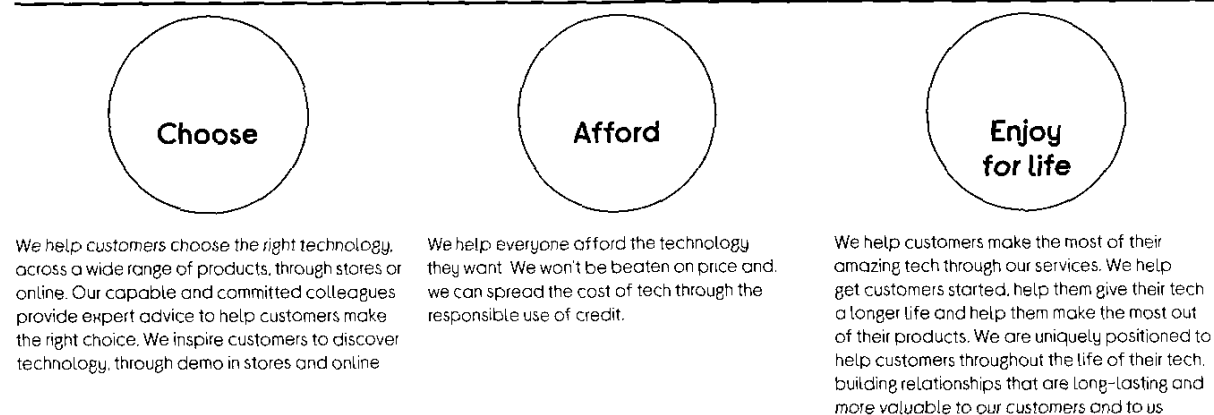 Choose
We help customers choose the right technology,
across a wide range of products, through stores or
online. Our capable and committed colleagues
provide expert advice to help customers make
the right choice. We inspire customers to discover
technology, through demo in stores and online
Afford
We help everyone afford the technology
they want We won't be beaten on price and.
we can spread the cost of tech through the
responsible use of credit.
Enjoy
for life
We help customers make the most of their
amazing tech through our services. We help
get customers started, help them give their tech
a longer life and help them make the most out
of their products. We are uniquely positioned to
help customers throughout the life of their tech,
building relationships that are long-lasting and
more valuable to our customers and to us